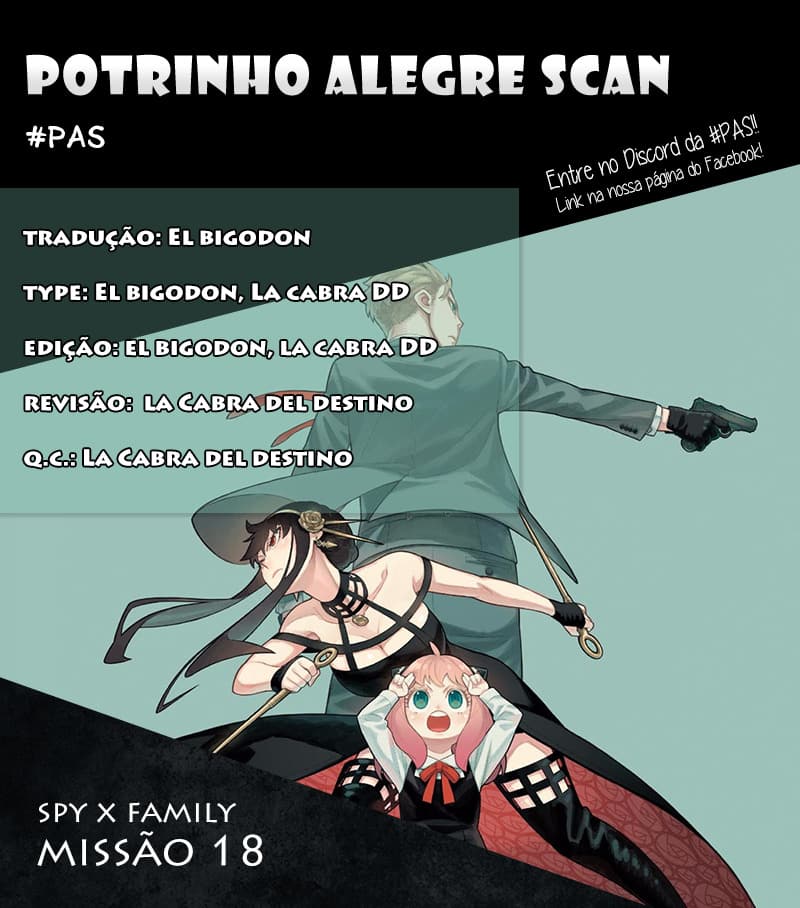 POTRINHO ALEGRE SCAN
#PAS
Entre no Discord da #PAS!!
Link na nossa página do Facebook!
TRADUÇÃO: EL BIGODON
TYPE: EL BIGODON, LA CABRA DD
EDIÇÃO: EL BIGODON, LA CABRA DD
REVISÃO: LA CABRA DEL DESTINO
Q.C.: LA CABRA DEL DESTINO
SPY X FAMILY
MISSÃO 18